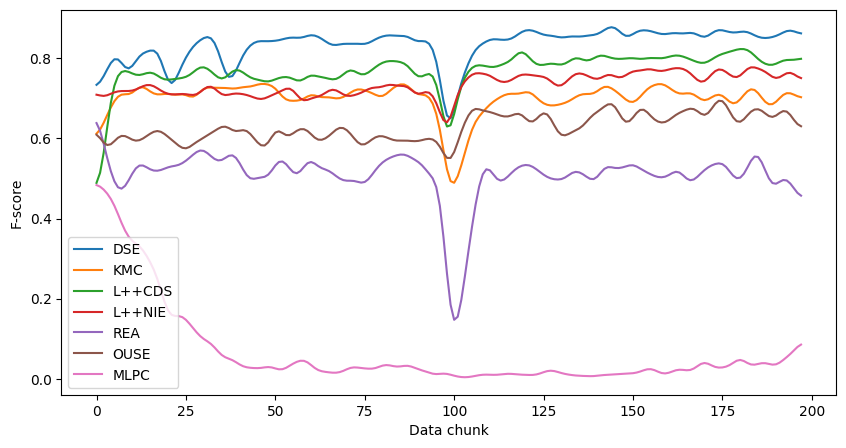 0.8
0.6
0.4
0.2
0.0
F-score
DSE
KMC
L++CDS
L++NIE
REA
OUSE
MLPC
0 25 50 75 100 125 150 175 200
Data chunk